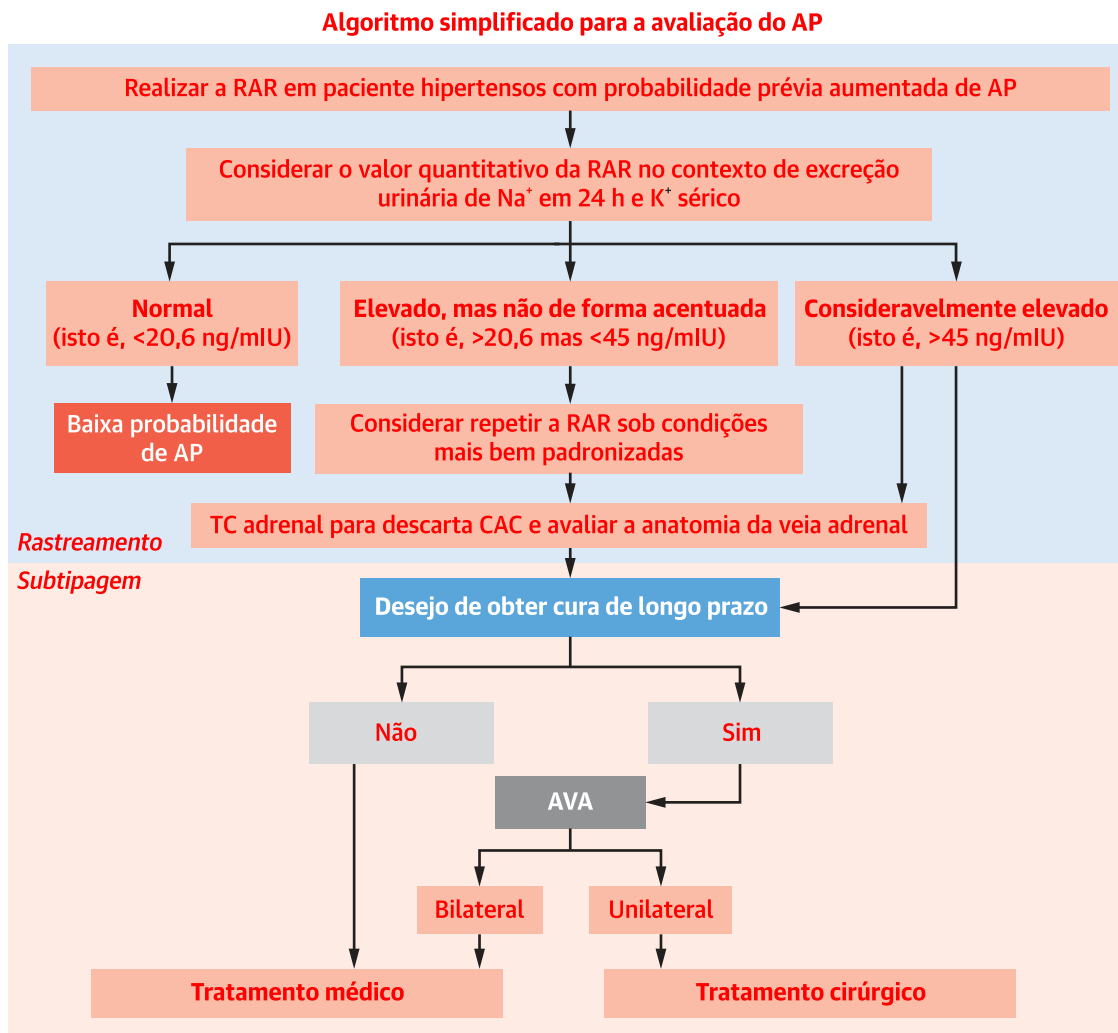 Algoritmo simplificado para a avaliação do AP
Realizar a RAR em paciente hipertensos com probabilidade prévia aumentada de AP
Considerar o valor quantitativo da RAR no contexto de excreção
urinária de Na⁺ em 24 h e K⁺ sérico
Normal
(isto é, <20,6 ng/mIU)
Elevado, mas não de forma acentuada
(isto é, >20,6 mas <45 ng/mIU)
Consideravelmente elevado
(isto é, >45 ng/mIU)
Baixa probabilidade
de AP
Considerar repetir a RAR sob condições
mais bem padronizadas
TC adrenal para descarta CAC e avaliar a anatomia da veia adrenal
Rastreamento
Subtipagem
Desejo de obter cura de longo prazo
Não
Sim
AVA
Bilateral
Unilateral
Tratamento médico
Tratamento cirúrgico